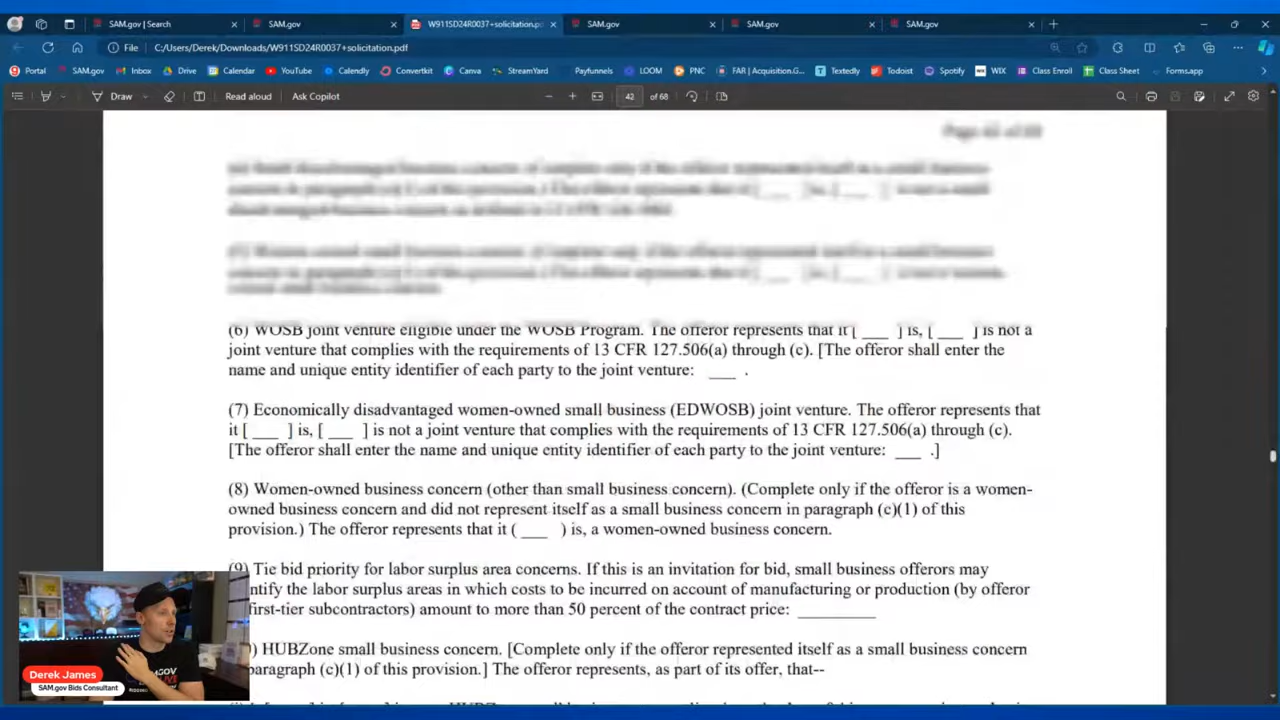 SAM.gov | Search
SAM.gov
W911SD24R0037+solicitation.p
SAM.gov
SAM.gov
SAM.gov
File C:/Users/Derek/Downloads/W911SD24R0037+solicitation.pdf
Portal SAM.gov Inbox Drive Calendar YouTube Calendly Convertkit Canva StreamYard Payfunnels LOOM PNC FAR | Acquisition.G... Textedly Todoist Spotify WIX Class Enroll Class Sheet Forms.app
Draw Read aloud Ask Copilot 42 of 68
(6) WOSB joint venture eligible under the WOSB Program. The offeror represents that it [ ___ ] is, [ ___ ] is not a
joint venture that complies with the requirements of 13 CFR 127.506(a) through (c). [The offeror shall enter the
name and unique entity identifier of each party to the joint venture: ___ .
(7) Economically disadvantaged women-owned small business (EDWOSB) joint venture. The offeror represents that
it [ ___ ] is, [ ___ ] is not a joint venture that complies with the requirements of 13 CFR 127.506(a) through (c).
[The offeror shall enter the name and unique entity identifier of each party to the joint venture: ___ .]
(8) Women-owned business concern (other than small business concern). (Complete only if the offeror is a women-
owned business concern and did not represent itself as a small business concern in paragraph (c)(1) of this
provision.) The offeror represents that it ( ___ ) is, a women-owned business concern.
(9) Tie bid priority for labor surplus area concerns. If this is an invitation for bid, small business offerors may
ntify the labor surplus areas in which costs to be incurred on account of manufacturing or production (by offeror
first-tier subcontractors) amount to more than 50 percent of the contract price: __________
) HUBZone small business concern. [Complete only if the offeror represented itself as a small business concern
paragraph (c)(1) of this provision.] The offeror represents, as part of its offer, that--
Derek James
SAM.gov Bids Consultant